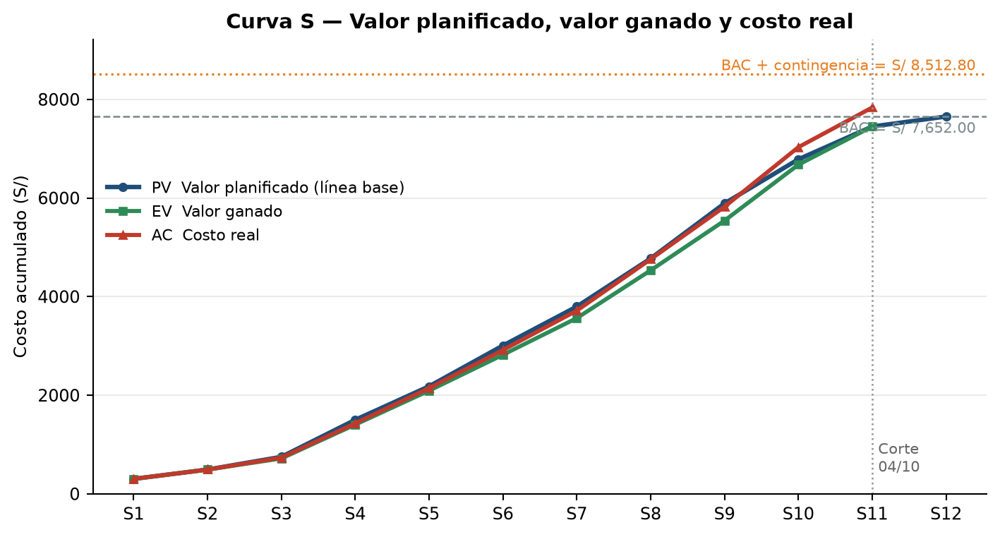 Curva S — Valor planificado, valor ganado y costo real
BAC + contingencia = S/ 8,512.80
BAC = S/ 7,652.00
Costo acumulado (S/)
8000
6000
4000
2000
0
PV Valor planificado (línea base)
EV Valor ganado
AC Costo real
Corte
04/10
S1 S2 S3 S4 S5 S6 S7 S8 S9 S10 S11 S12